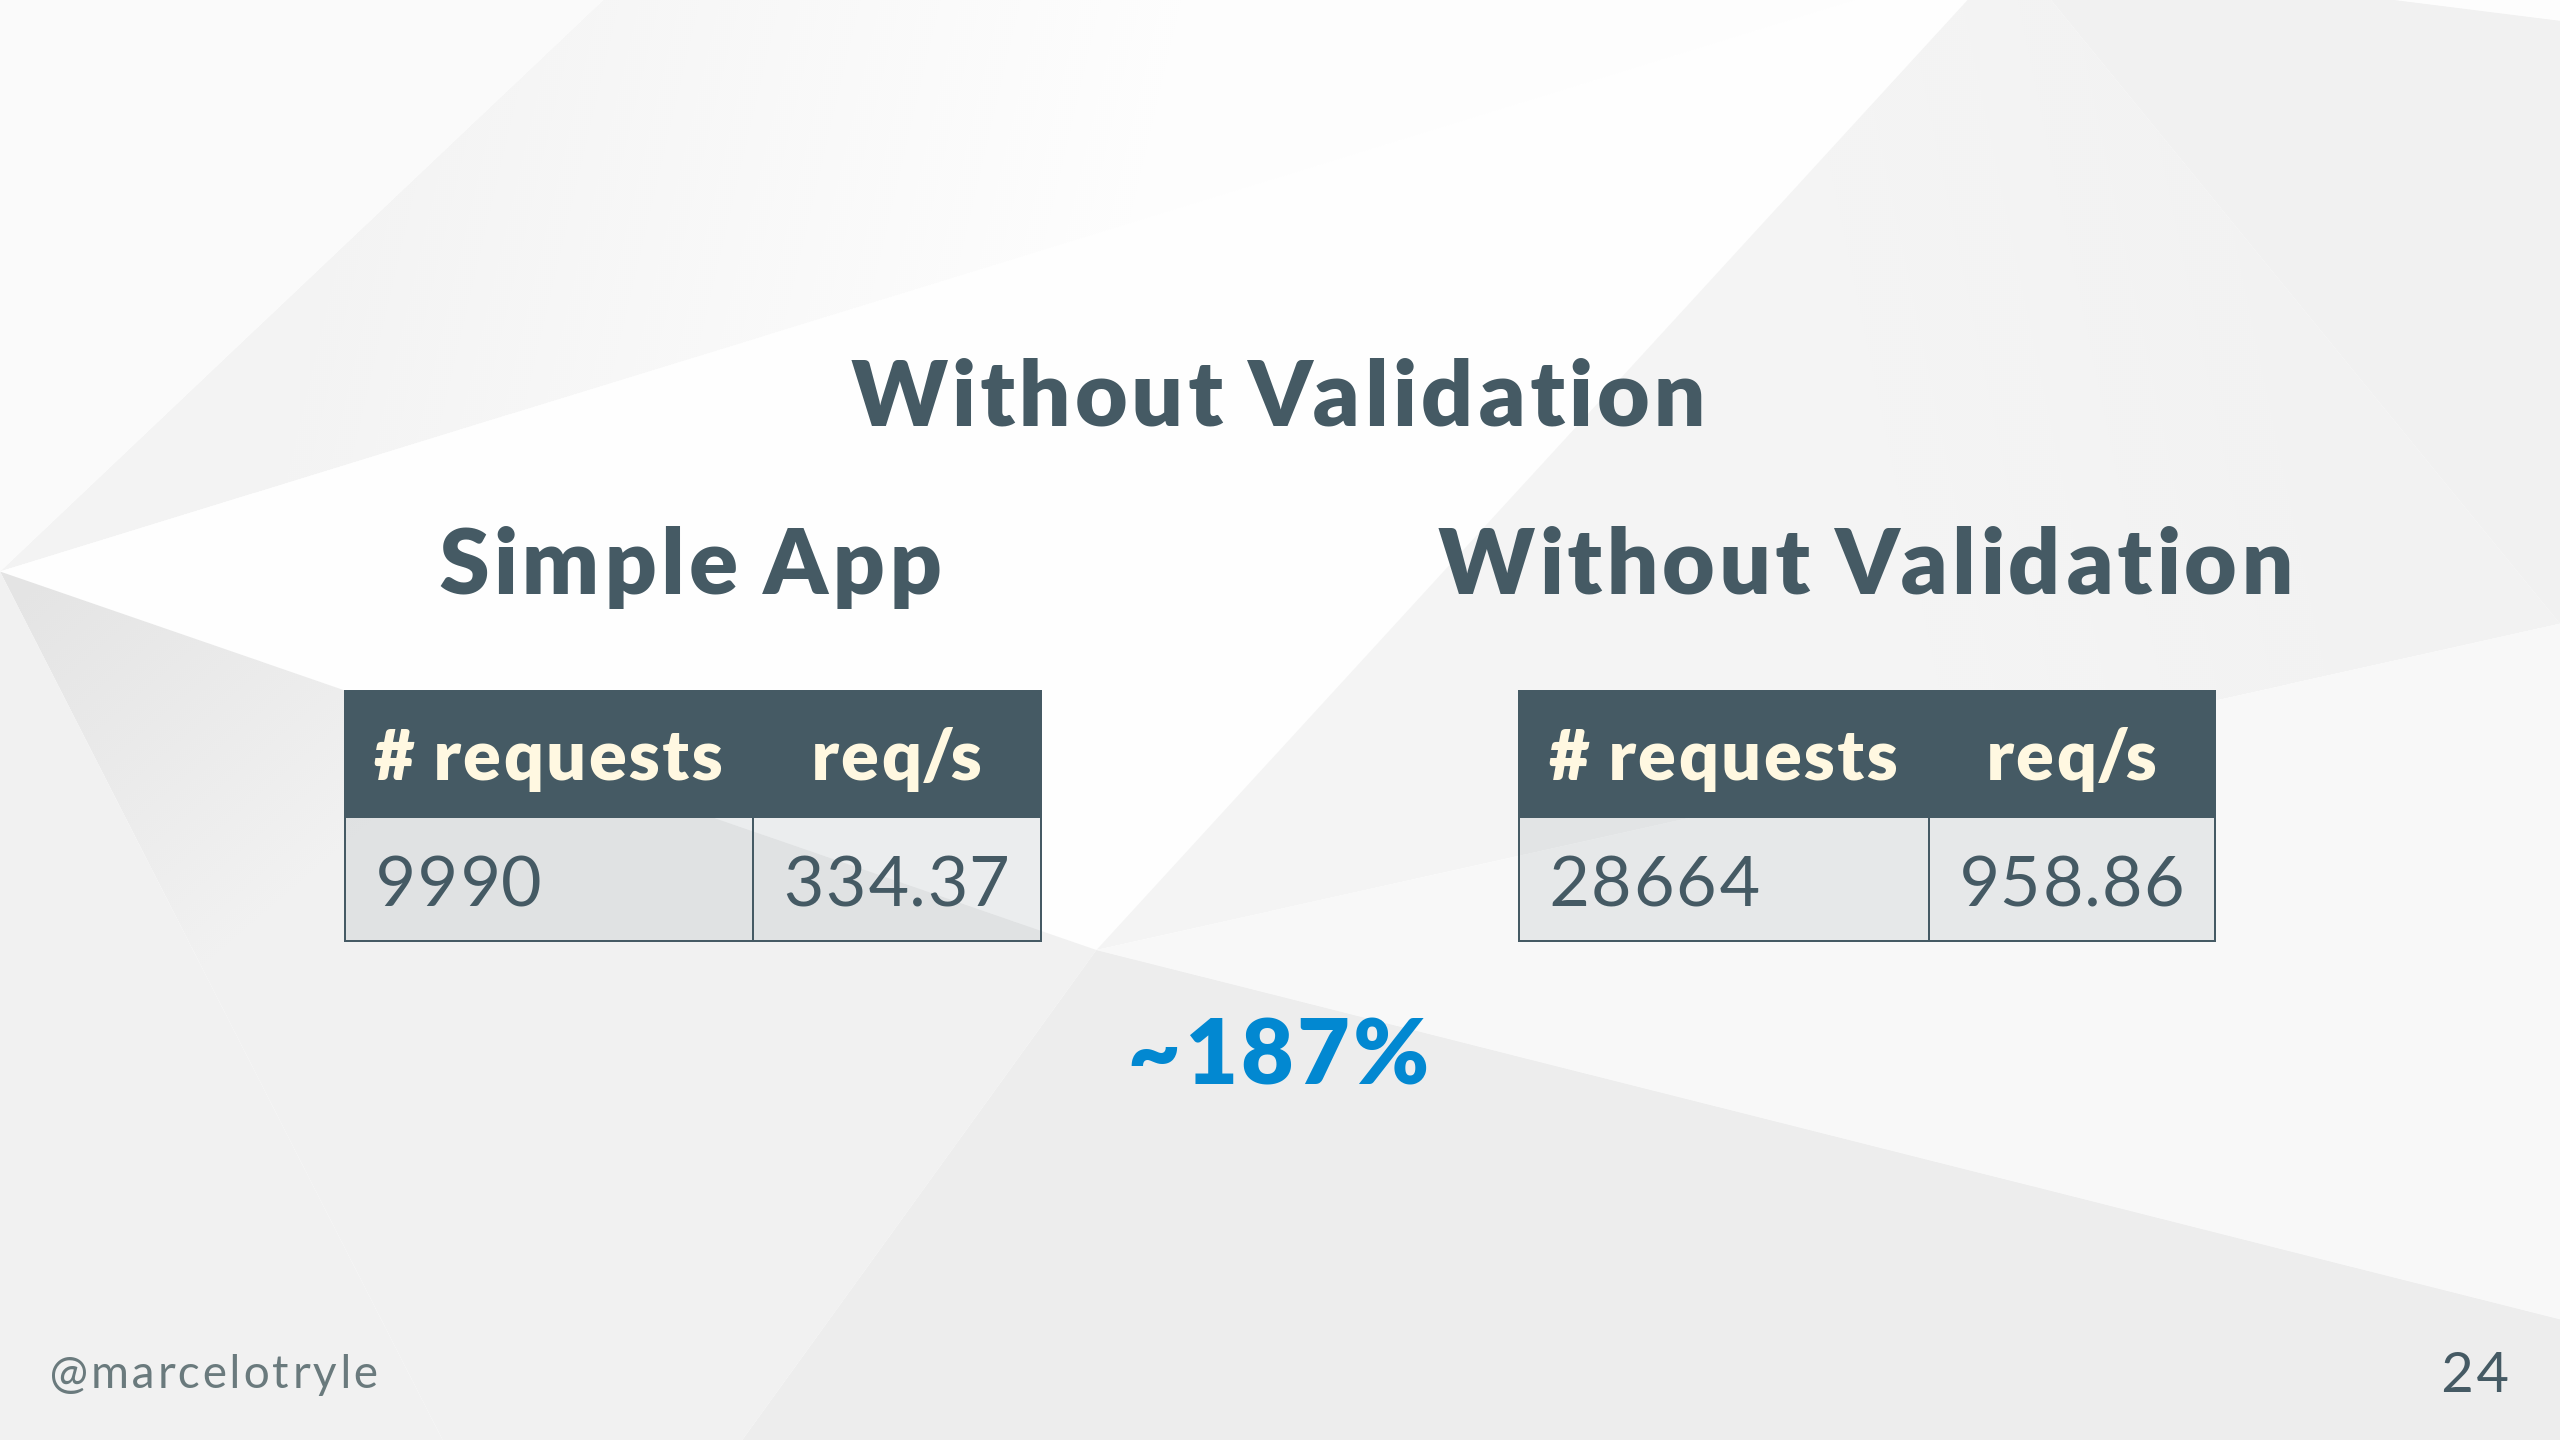 Without Validation
Simple App
# requests req/s
9990 334.37
Without Validation
# requests req/s
28664 958.86
~187%
@marcelotryle
24